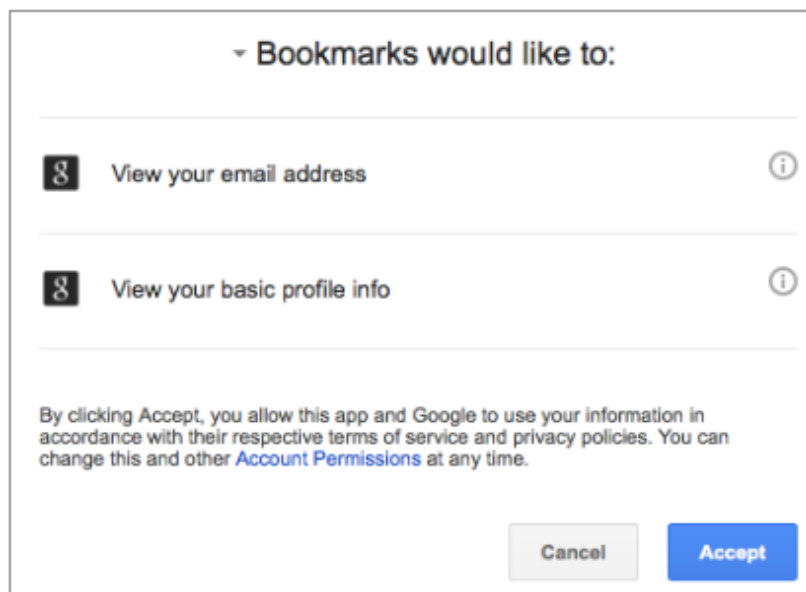 Bookmarks would like to:
8 View your email address
8 View your basic profile info
By clicking Accept, you allow this app and Google to use your information in
accordance with their respective terms of service and privacy policies. You can
change this and other Account Permissions at any time.
Cancel Accept